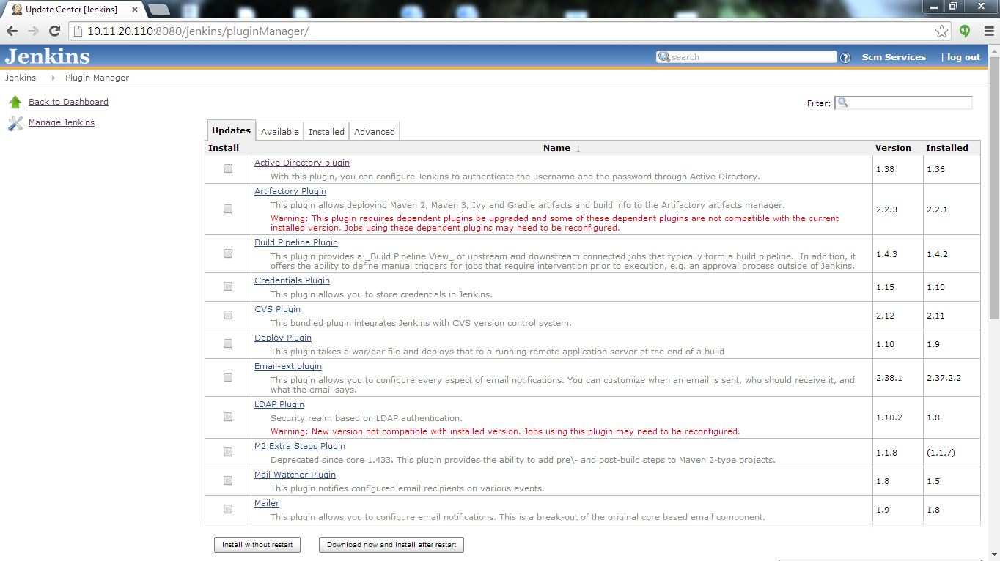 Update Center [Jenkins]
10.11.20.110:8080/jenkins/pluginManager/
Jenkins
search
Scm Services
| log out
Jenkins
Plugin Manager
Back to Dashboard
Filter:
Manage Jenkins
Updates
Available
Installed
Advanced
Install
Name ↓
Version
Installed
Active Directory plugin
With this plugin, you can configure Jenkins to authenticate the username and the password through Active Directory.
1.38
1.36
Artifactory Plugin
This plugin allows deploying Maven 2, Maven 3, Ivy and Gradle artifacts and build info to the Artifactory artifacts manager.
Warning: This plugin requires dependent plugins be upgraded and some of these dependent plugins are not compatible with the current
installed version. Jobs using these dependent plugins may need to be reconfigured.
2.2.3
2.2.1
Build Pipeline Plugin
This plugin provides a _Build Pipeline View_ of upstream and downstream connected jobs that typically form a build pipeline.  In addition, it
offers the ability to define manual triggers for jobs that require intervention prior to execution, e.g. an approval process outside of Jenkins.
1.4.3
1.4.2
Credentials Plugin
This plugin allows you to store credentials in Jenkins.
1.15
1.10
CVS Plugin
This bundled plugin integrates Jenkins with CVS version control system.
2.12
2.11
Deploy Plugin
This plugin takes a war/ear file and deploys that to a running remote application server at the end of a build
1.10
1.9
Email-ext plugin
This plugin allows you to configure every aspect of email notifications. You can customize when an email is sent, who should receive it, and
what the email says.
2.38.1
2.37.2.2
LDAP Plugin
Security realm based on LDAP authentication.
Warning: New version not compatible with installed version. Jobs using this plugin may need to be reconfigured.
1.10.2
1.8
M2 Extra Steps Plugin
Deprecated since core 1.433. This plugin provides the ability to add pre\- and post-build steps to Maven 2-type projects.
1.1.8
(1.1.7)
Mail Watcher Plugin
This plugin notifies configured email recipients on various events.
1.8
1.5
Mailer
This plugin allows you to configure email notifications. This is a break-out of the original core based email component.
1.9
1.8
Install without restart
Download now and install after restart